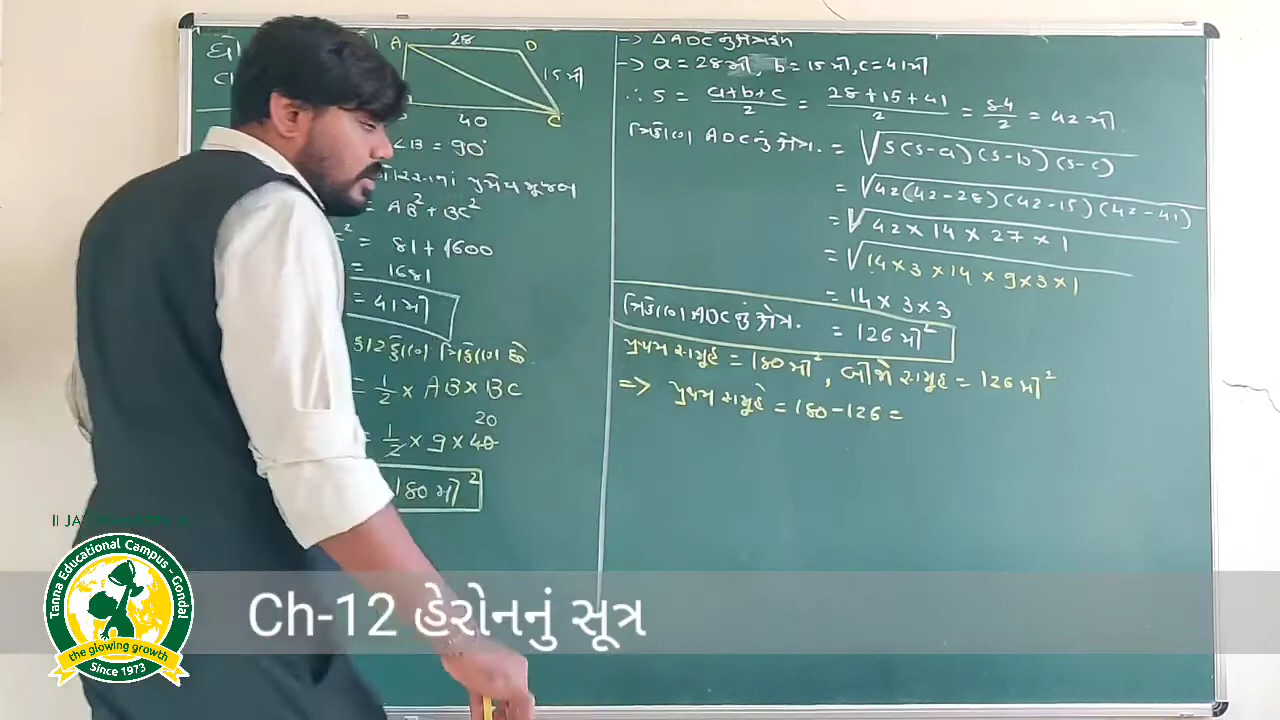 A 28 D
15 મી
40 C
∠B = 90°
= AB² + BC²
= 81 + 1600
= 1681
= 41 મી
કાટકોણ ત્રિકોણ છે
= 1/2 × AB × BC
20
= 1/2 × 9 × 40
180 મી²
-> △ADC નું ક્ષેત્રફળ
-> a = 28 મી, b = 15 મી, c = 41 મી
∴ S = a+b+c/2 = 28+15+41/2 = 84/2 = 42 મી.
ત્રિકોણ ADC નું ક્ષેત્ર. = √S(S-a)(S-b)(S-c)
= √42(42-28)(42-15)(42-41)
= √42 × 14 × 27 × 1
= √14 × 3 × 14 × 9 × 3 × 1
= 14 × 3 × 3
ત્રિકોણ ADC નું ક્ષેત્ર. = 126 મી²
પ્રથમ સમૂહ = 180 મી², બીજો સમૂહ = 126 મી²
=> પ્રથમ સમૂહે = 180 - 126 =
Tanna Educational Campus - Gondal
the glowing growth
Since 1973
Ch-12 હેરોનનું સૂત્ર